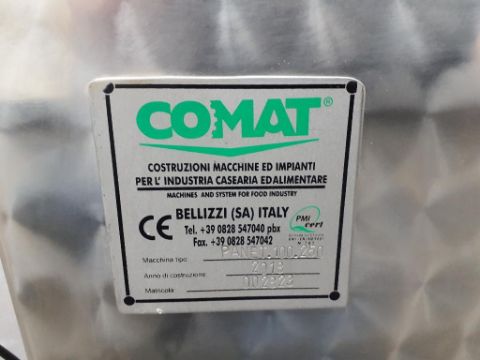 COMAT®
COSTRUZIONI MACCHINE ED IMPIANTI
PER L' INDUSTRIA CASEARIA ED ALIMENTARE
MACHINES AND SYSTEM FOR FOOD INDUSTRY
CE BELLIZZI (SA) ITALY
Tel. +39 0828 547040 pbx
Fax. +39 0828 547042
PMI cert
Macchina tipo:
Anno di costruzione
Matricola: